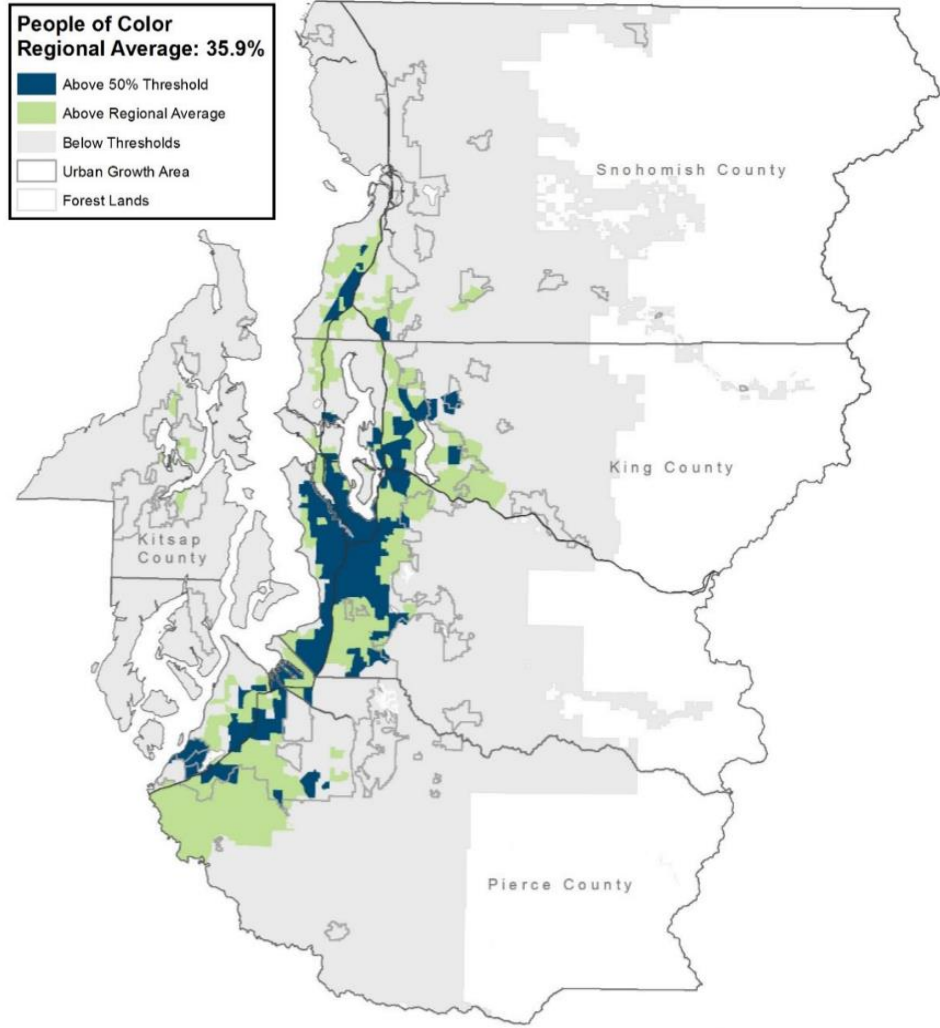 People of Color
Regional Average: 35.9%
Above 50% Threshold
Above Regional Average
Below Thresholds
Urban Growth Area
Forest Lands
Snohomish County
King County
Kitsap
County
Pierce County